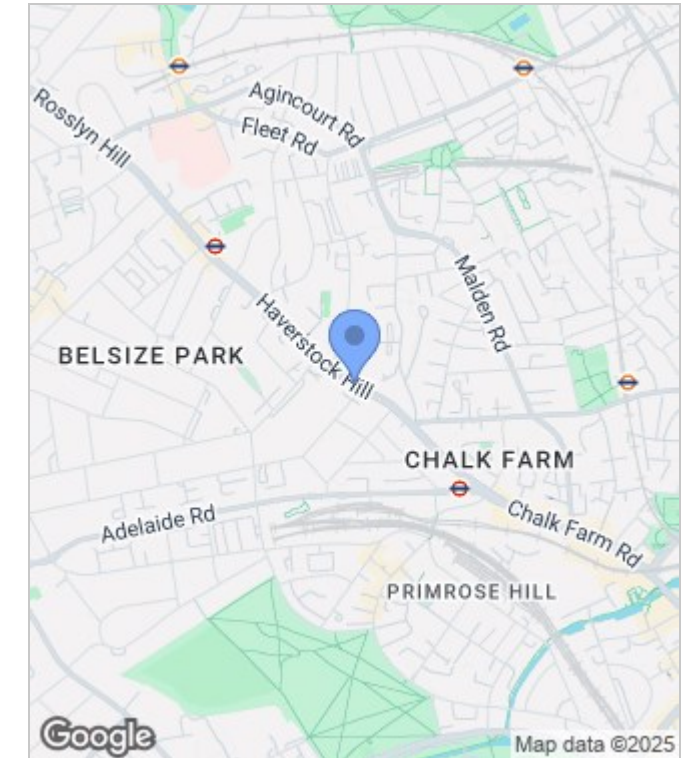 Rosslyn Hill
Agincourt Rd
Fleet Rd
Malden Rd
Haverstock Hill
BELSIZE PARK
CHALK FARM
Adelaide Rd
Chalk Farm Rd
PRIMROSE HILL
Google
Map data ©2025